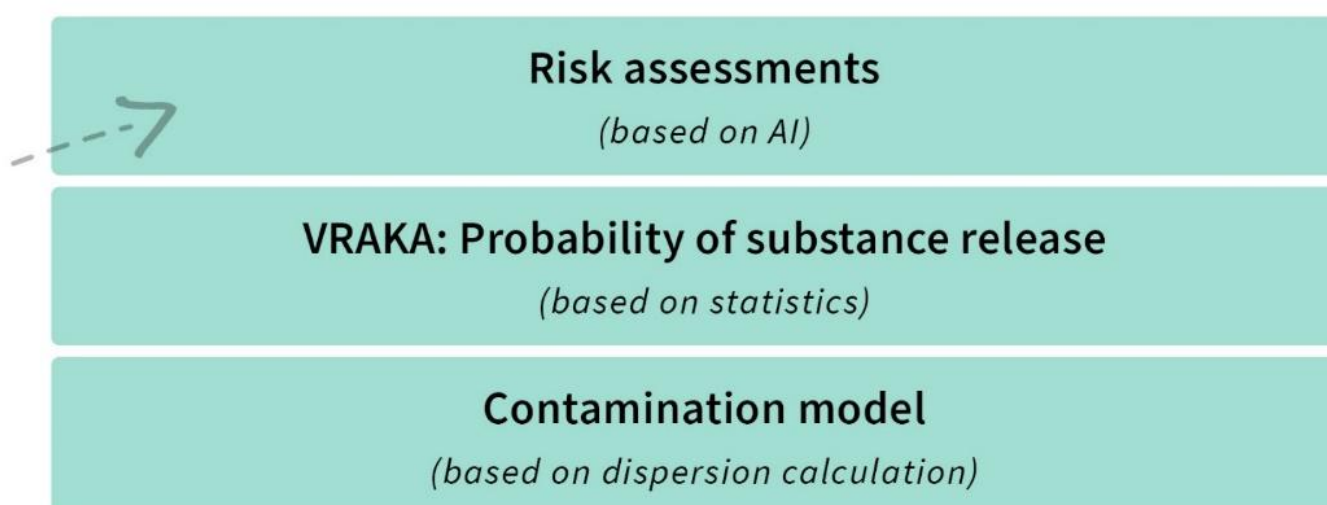 Risk assessments
(based on AI)
VRAKA: Probability of substance release
(based on statistics)
Contamination model
(based on dispersion calculation)